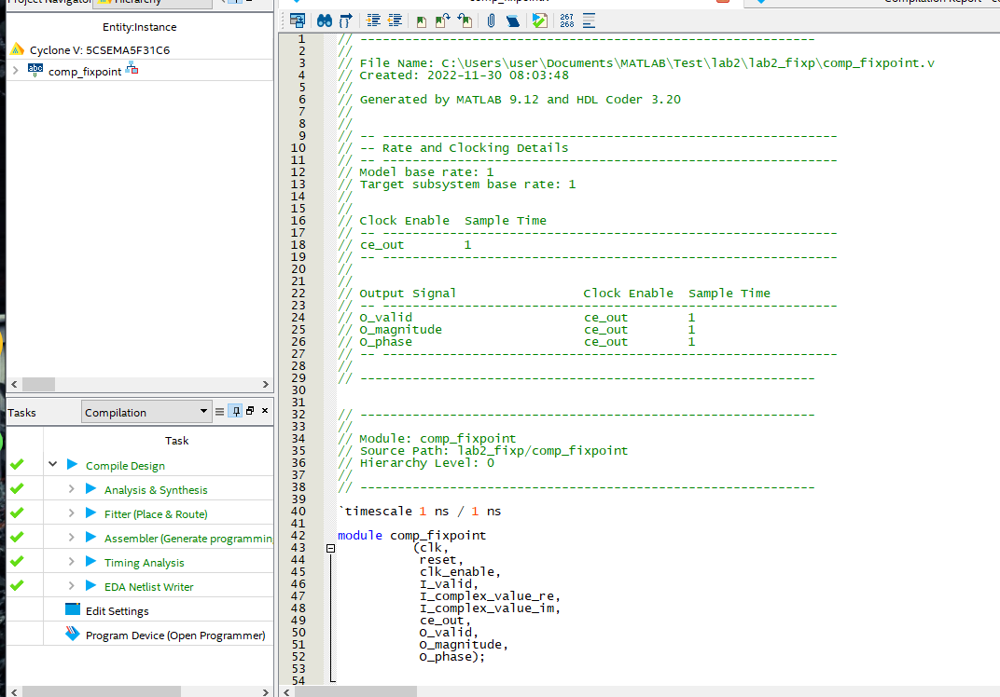 Project Navigator Hierarchy
Entity:Instance
Cyclone V: 5CSEMA5F31C6
abc comp_fixpoint
Tasks Compilation
Task
Compile Design
Analysis & Synthesis
Fitter (Place & Route)
Assembler (Generate programming
Timing Analysis
EDA Netlist Writer
Edit Settings
Program Device (Open Programmer)
comp_fixpoint.v
Compilation Report
267
268
1 // -------------------------------------------------------------
2 //
3 // File Name: C:\Users\user\Documents\MATLAB\Test\lab2\lab2_fixp\comp_fixpoint.v
4 // Created: 2022-11-30 08:03:48
5 //
6 // Generated by MATLAB 9.12 and HDL Coder 3.20
7 //
8 //
9 // -- -------------------------------------------------------------
10 // -- Rate and Clocking Details
11 // -- -------------------------------------------------------------
12 // Model base rate: 1
13 // Target subsystem base rate: 1
14 //
15 //
16 // Clock Enable  Sample Time
17 // -- -------------------------------------------------------------
18 // ce_out        1
19 // -- -------------------------------------------------------------
20 //
21 //
22 // Output Signal                 Clock Enable  Sample Time
23 // -- -------------------------------------------------------------
24 // O_valid                       ce_out        1
25 // O_magnitude                   ce_out        1
26 // O_phase                       ce_out        1
27 // -- -------------------------------------------------------------
28 //
29 // -------------------------------------------------------------
30
31
32 // -------------------------------------------------------------
33 //
34 // Module: comp_fixpoint
35 // Source Path: lab2_fixp/comp_fixpoint
36 // Hierarchy Level: 0
37 //
38 // -------------------------------------------------------------
39
40 `timescale 1 ns / 1 ns
41
42 module comp_fixpoint
43 (clk,
44 reset,
45 clk_enable,
46 I_valid,
47 I_complex_value_re,
48 I_complex_value_im,
49 ce_out,
50 O_valid,
51 O_magnitude,
52 O_phase);
53
54